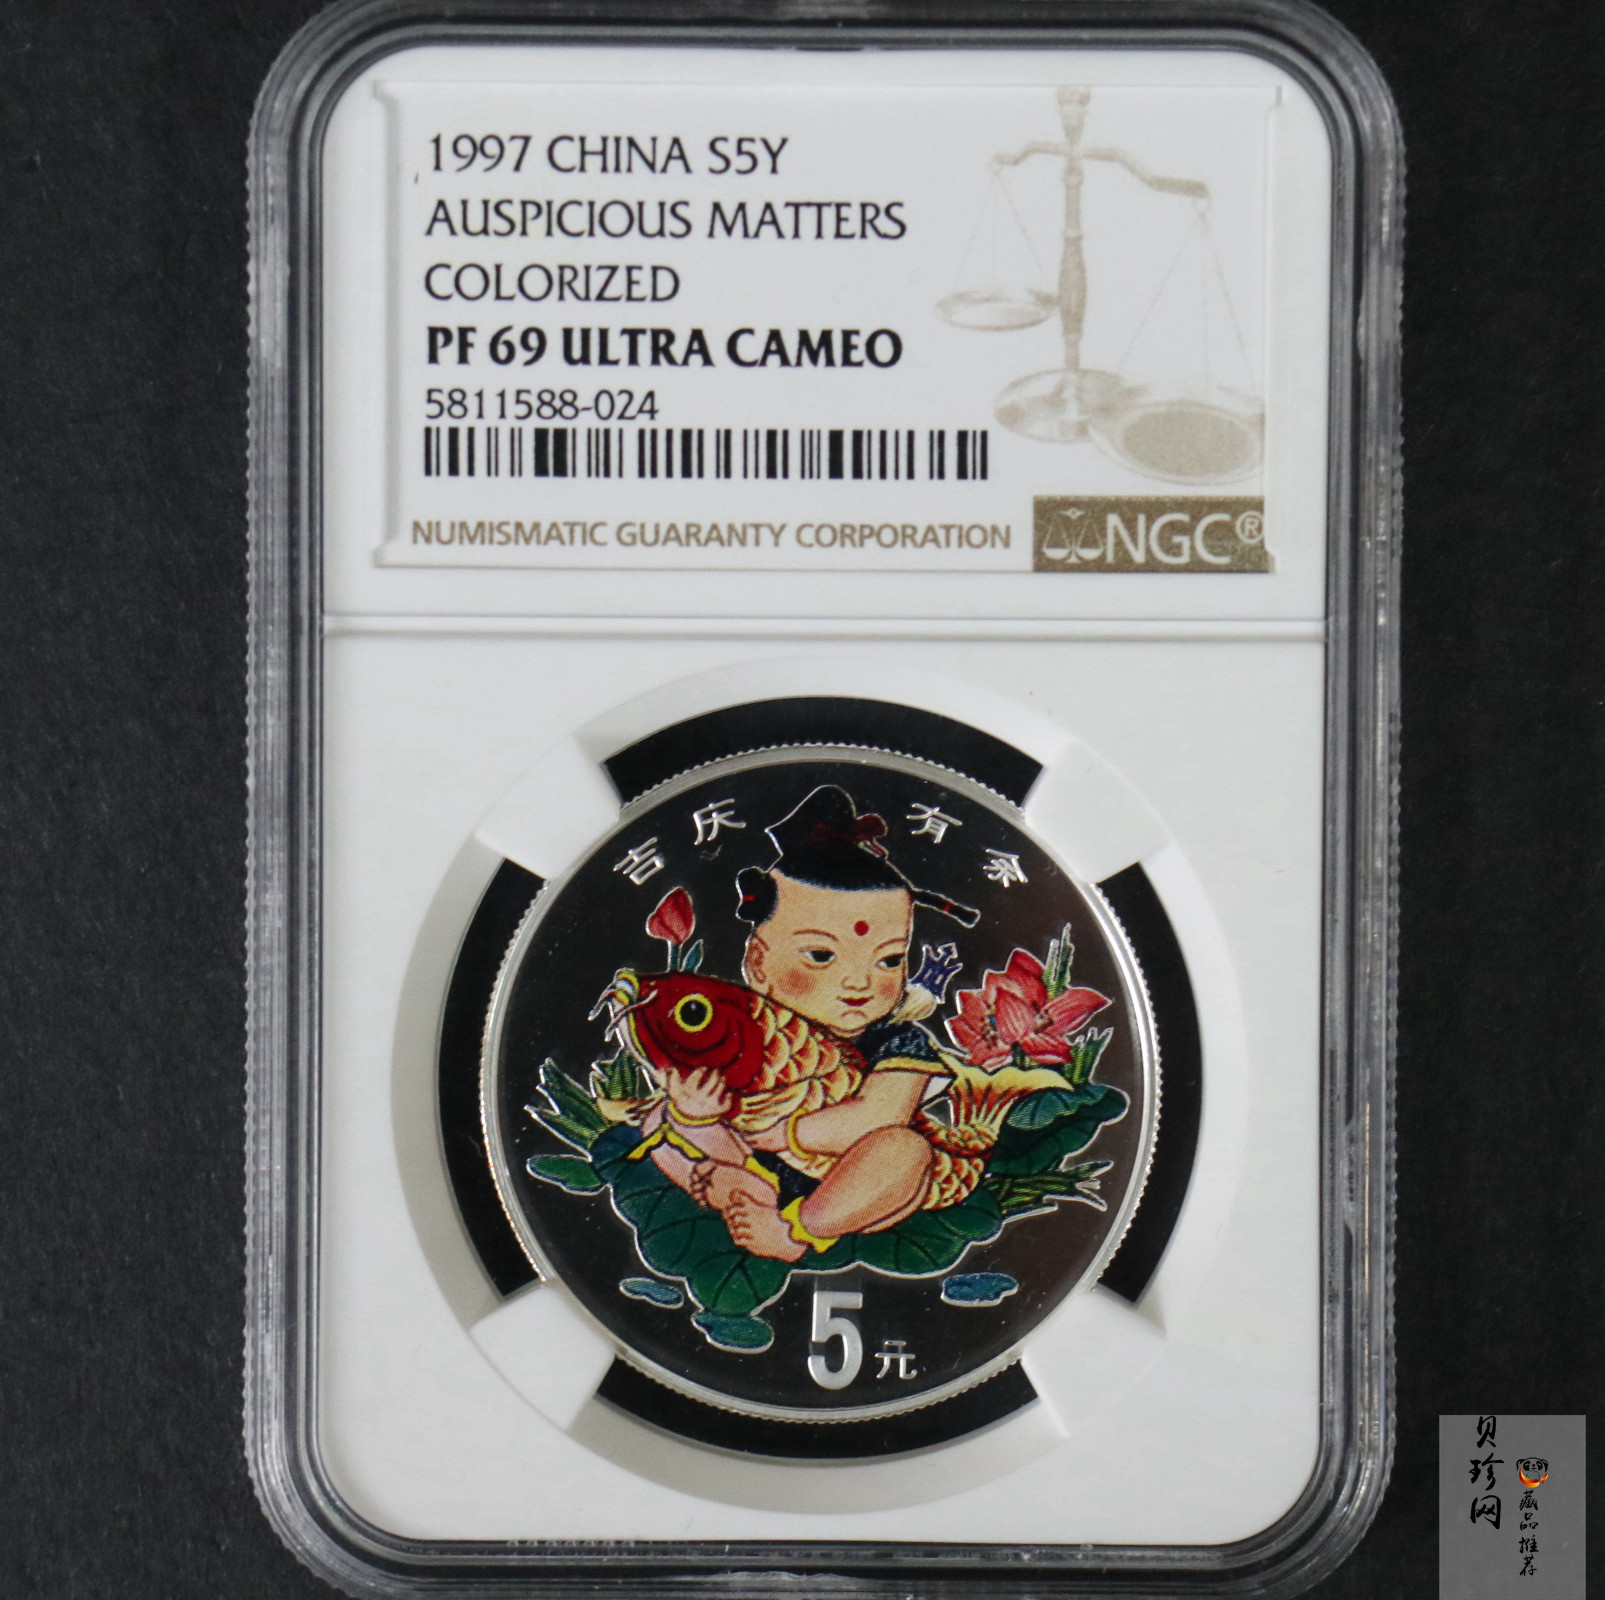 1997 CHINA S5Y
AUSPICIOUS MATTERS
COLORIZED
PF 69 ULTRA CAMEO
5811588-024
NUMISMATIC GUARANTY CORPORATION
NGC®
吉庆有余
5元
贝珍网
藏品推荐